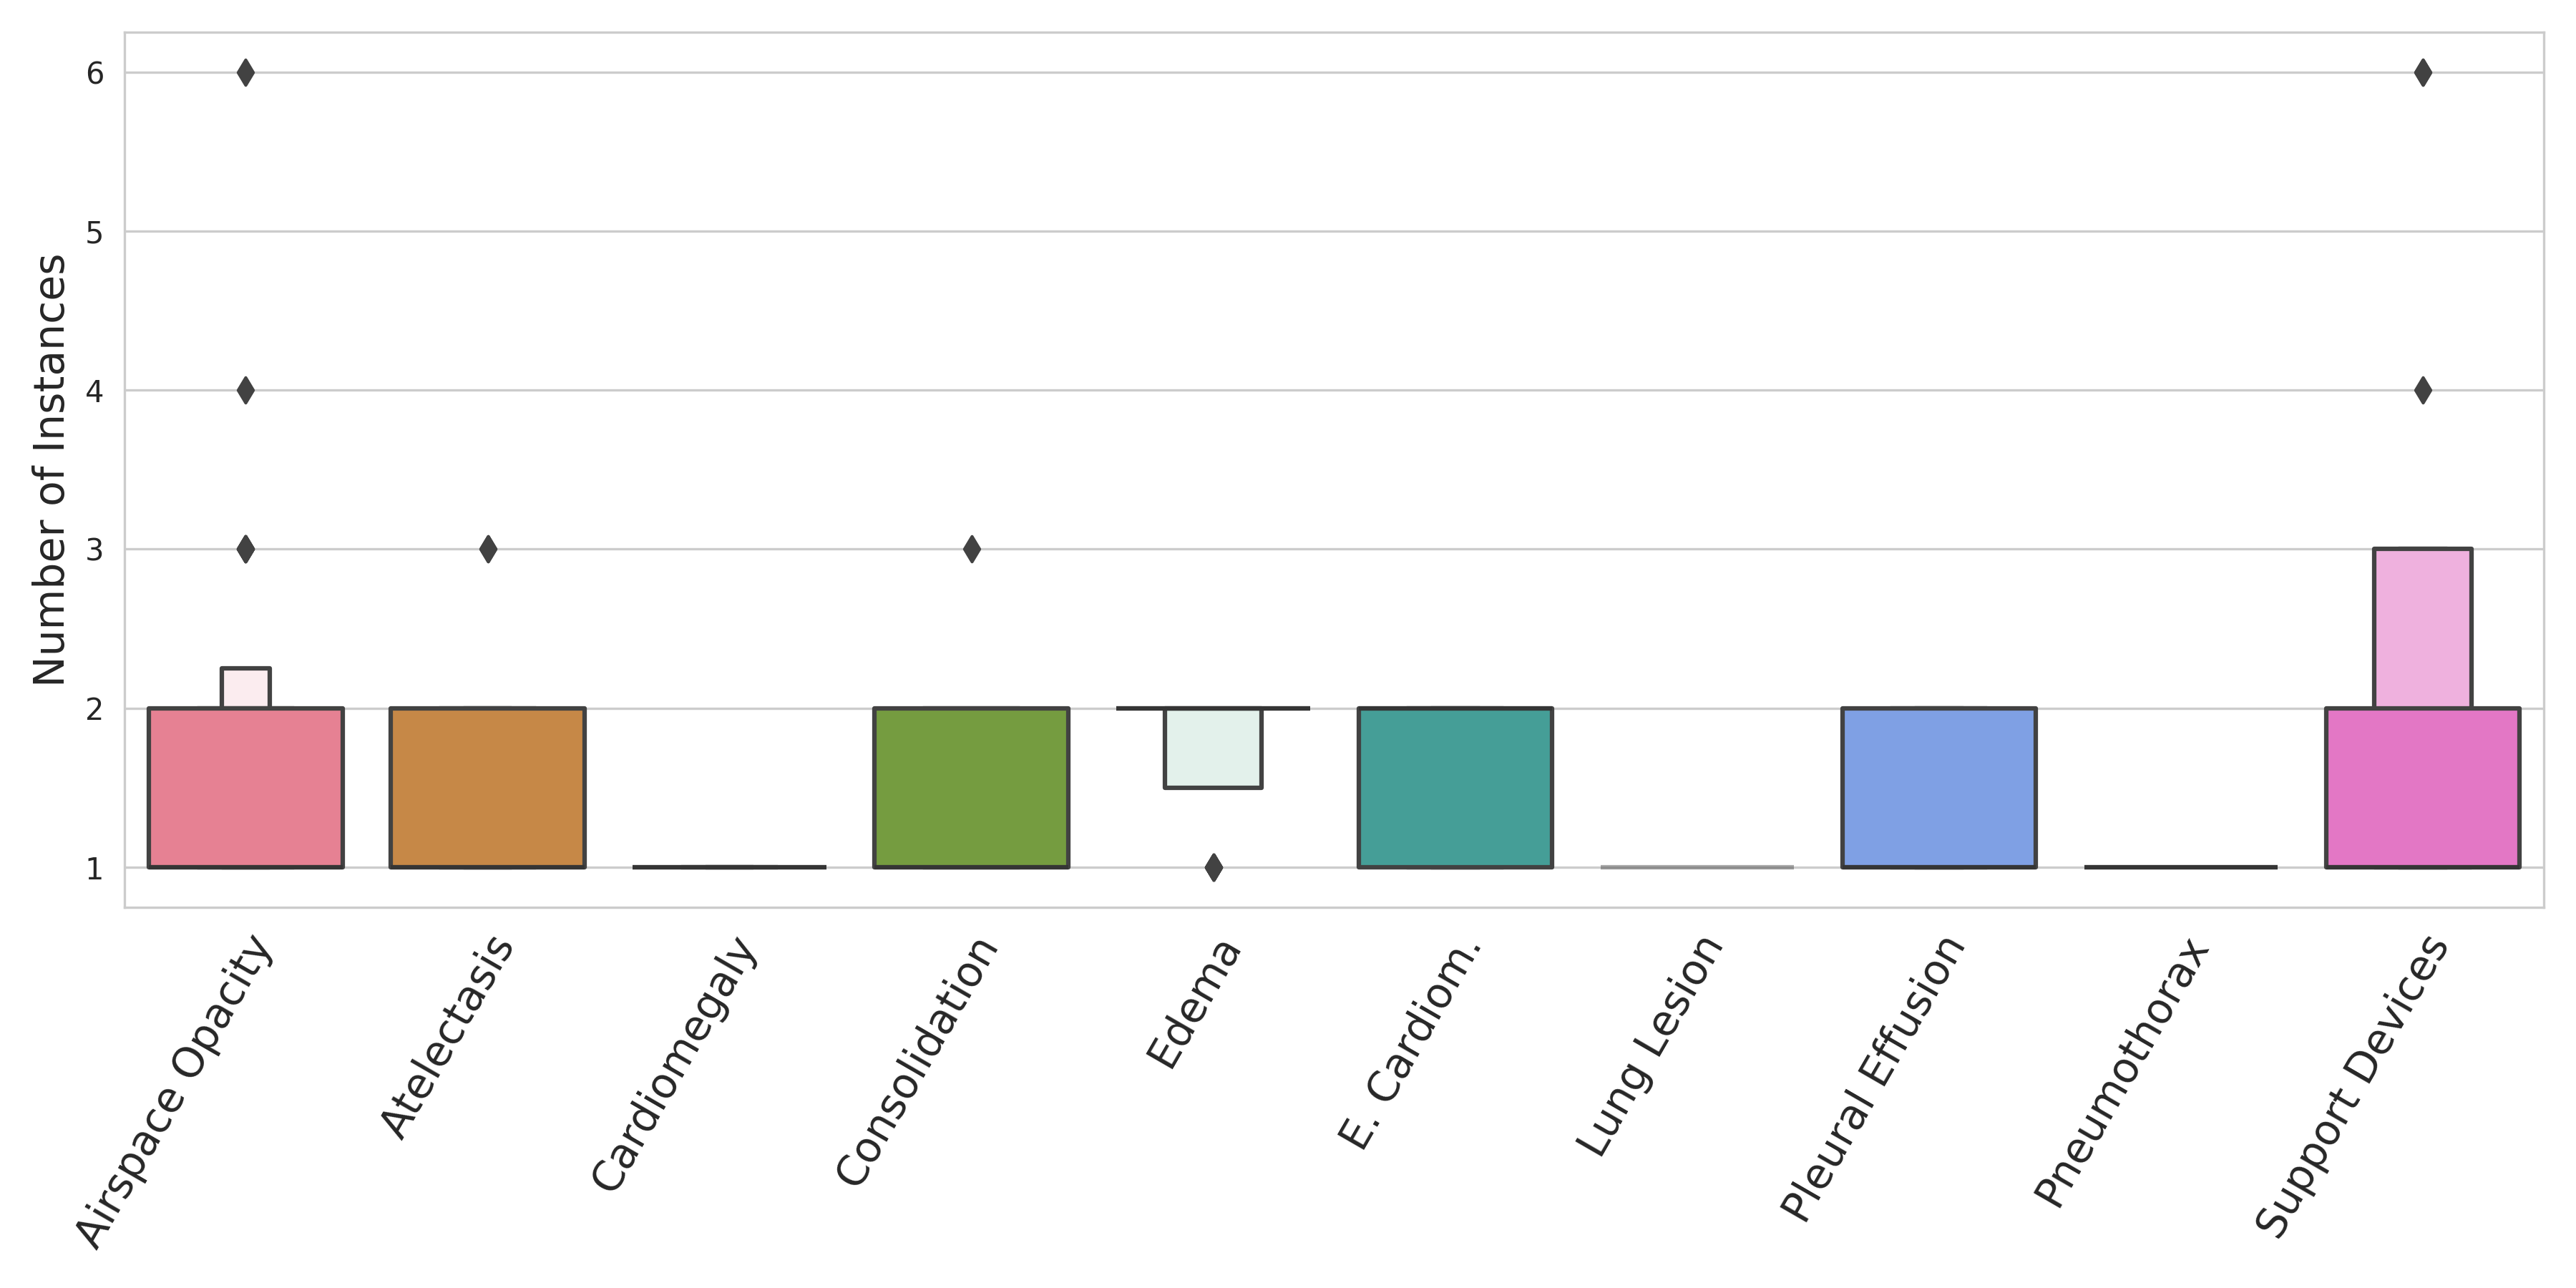 Number of Instances
6
5
4
3
2
1
Airspace Opacity
Atelectasis
Cardiomegaly
Consolidation
Edema
E. Cardiom.
Lung Lesion
Pleural Effusion
Pneumothorax
Support Devices